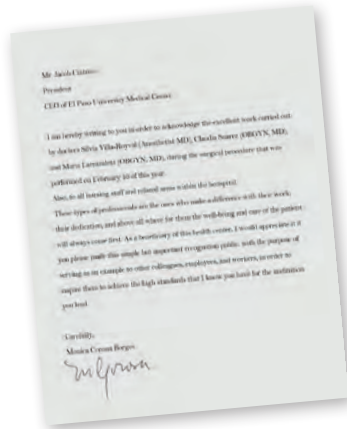 Mr. Jacob Cintron
President
CEO of El Paso University Medical Center
I am hereby writing to you in order to acknowledge the excellent work carried out
by doctors Silvia Villa-Royval (Anesthetist MD), Claudia Suarez (OBGYN, MD)
and Maria (OBGYN, MD), during the surgical procedure that was
performed on February 10 of this year.
Also, to all nursing staff and related areas within the hospital.
These types of professionals are the ones who make a difference with their work,
their dedication, and above all where for them the well-being and care of the patient
will always come first. As a beneficiary of this health center, I would appreciate it if
you please make this simple but important recognition public, with the purpose of
serving as an example to other colleagues, employees, and workers, in order to
inspire them to achieve the high standards that I know you have for the institution
you lead.
Cordially,
Monica Corona Borges